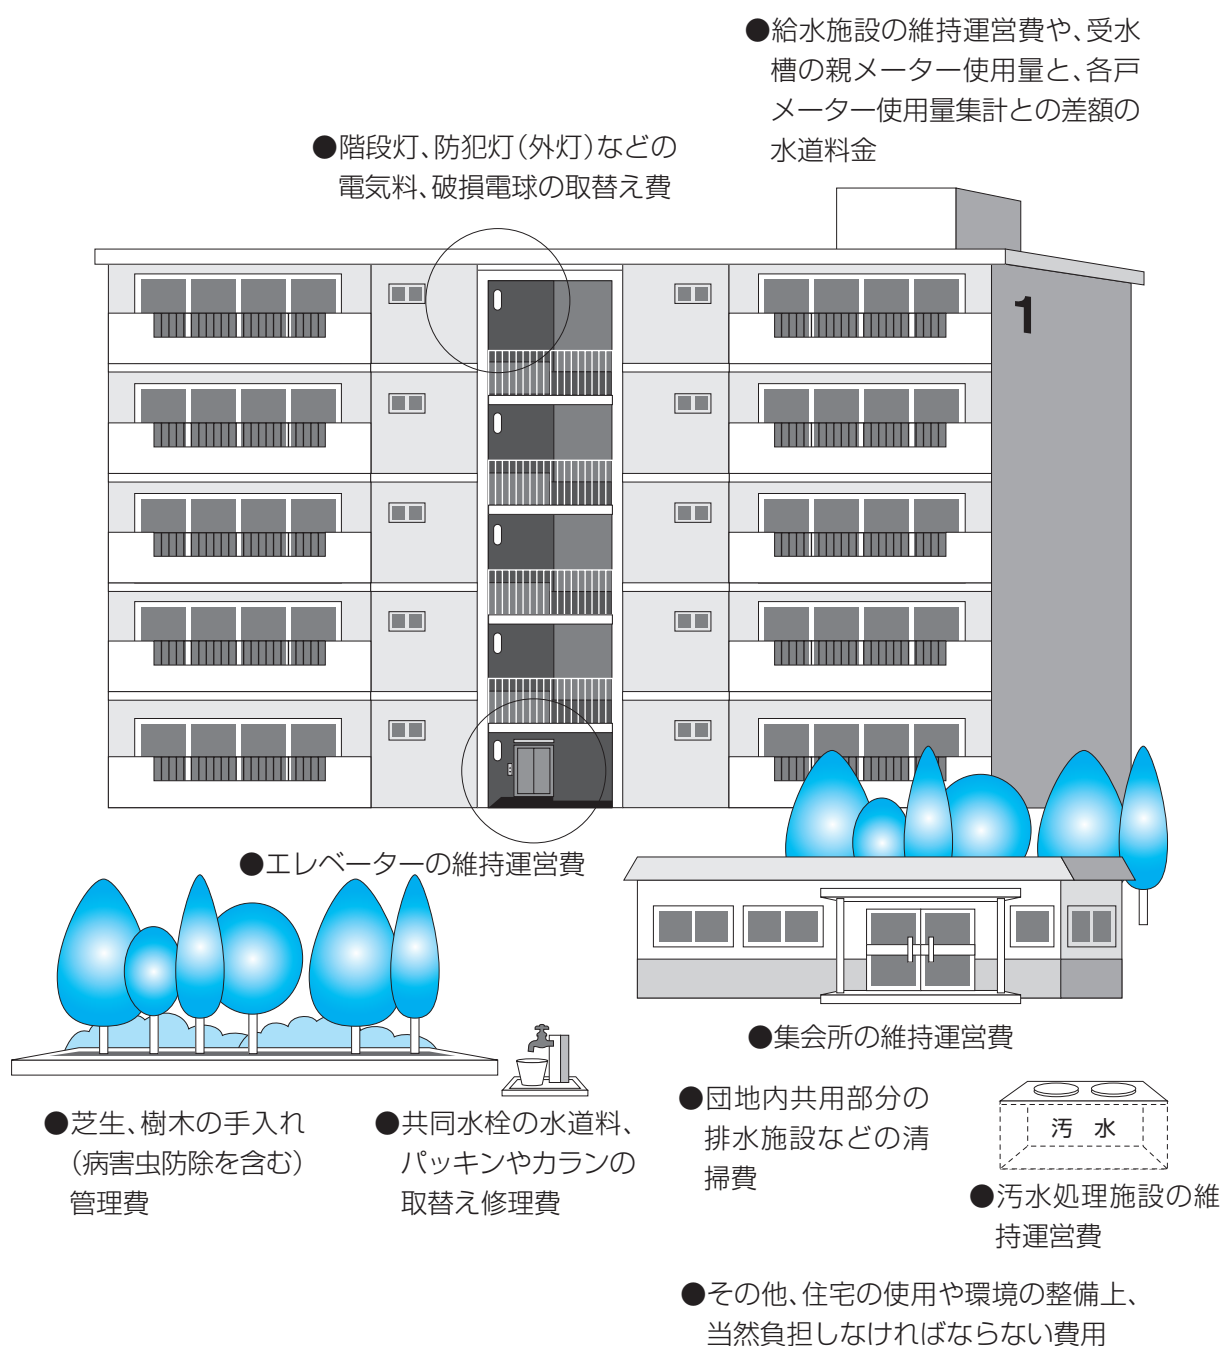 ●給水施設の維持運営費や、受水
槽の親メーター使用量と、各戸
メーター使用量集計との差額の
水道料金
●階段灯、防犯灯(外灯)などの
電気料、破損電球の取替え費
1
●エレベーターの維持運営費
●集会所の維持運営費
●芝生、樹木の手入れ
(病害虫防除を含む)
管理費
●共同水栓の水道料、
パッキンやカランの
取替え修理費
●団地内共用部分の
排水施設などの清
掃費
汚 水
●汚水処理施設の維
持運営費
●その他、住宅の使用や環境の整備上、
当然負担しなければならない費用